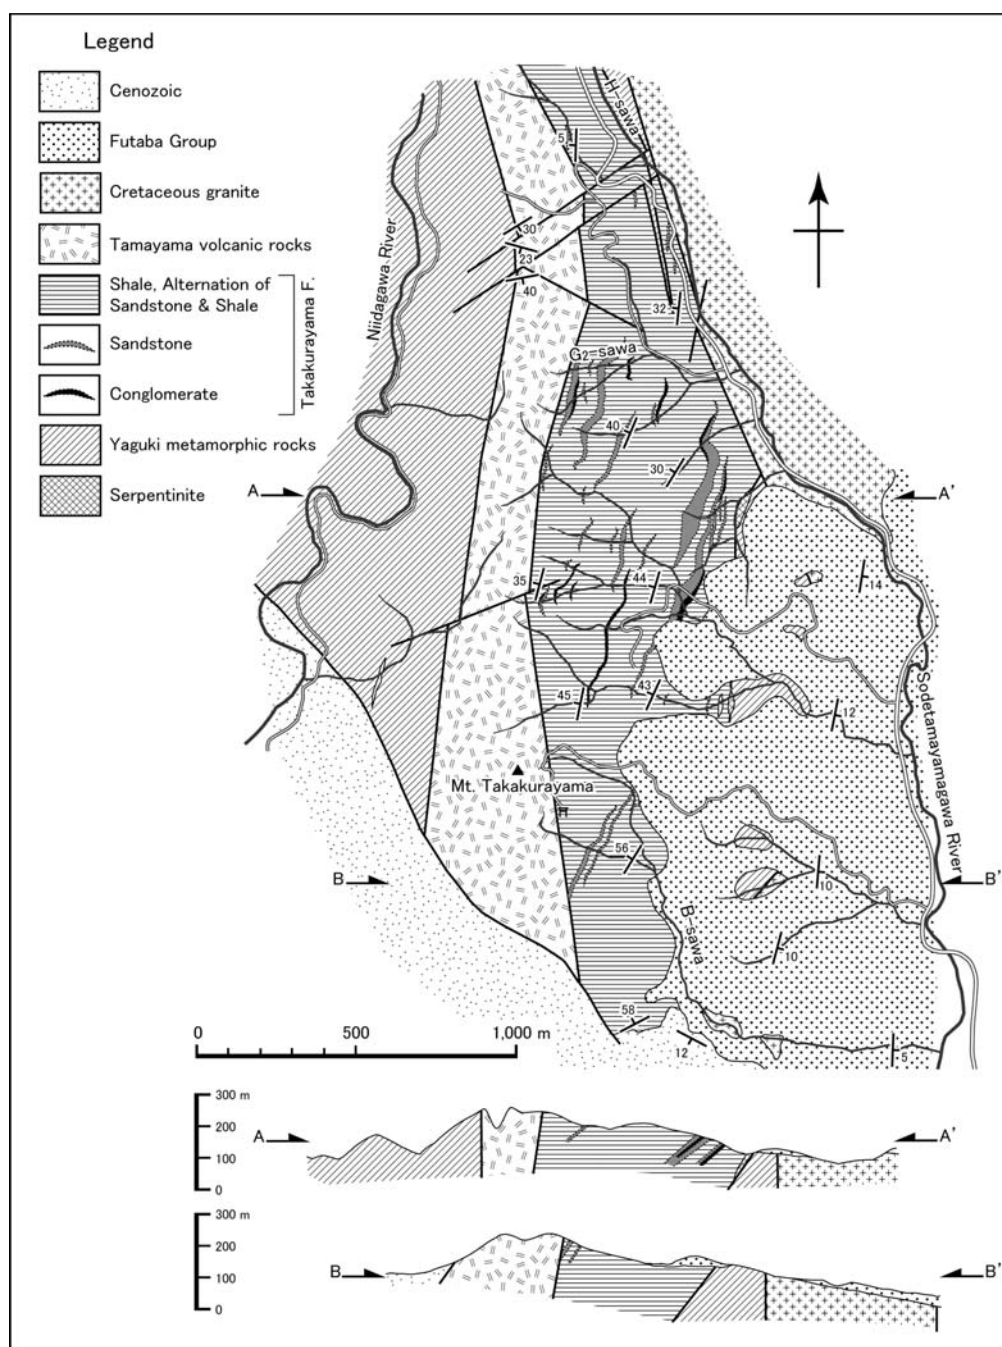 Legend
Cenozoic
Futaba Group
Cretaceous granite
Tamayama volcanic rocks
Shale, Alternation of
Sandstone & Shale
Sandstone
Conglomerate
Takakurayama F.
Yaguki metamorphic rocks
Serpentinite
Niidagawa River
H-sawa
5
30
23
40
32
G2-sawa
40
30
A
A'
35
44
14
45
43
12
Sodetamayamagawa River
Mt. Takakurayama
56
10
B
B'
B-sawa
10
58
12
5
0 500 1,000 m
300 m
200
100
0
A
A'
300 m
200
100
0
B
B'